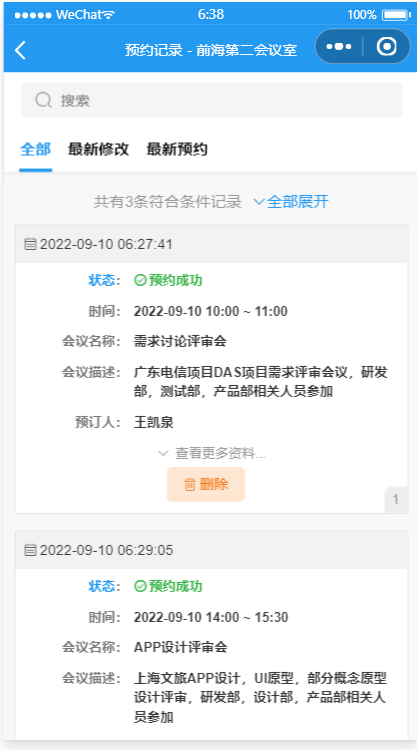 WeChat 6:38 100%
预约记录 - 前海第二会议室
搜索
全部 最新修改 最新预约
共有3条符合条件记录 全部展开
2022-09-10 06:27:41
状态: 预约成功
时间: 2022-09-10 10:00 ~ 11:00
会议名称: 需求讨论评审会
会议描述: 广东电信项目DAS项目需求评审会议，研发
部，测试部，产品部相关人员参加
预订人: 王凯泉
查看更多资料...
删除
1
2022-09-10 06:29:05
状态: 预约成功
时间: 2022-09-10 14:00 ~ 15:30
会议名称: APP设计评审会
会议描述: 上海文旅APP设计，UI原型，部分概念原型
设计评审，研发部，设计部，产品部相关人
员参加